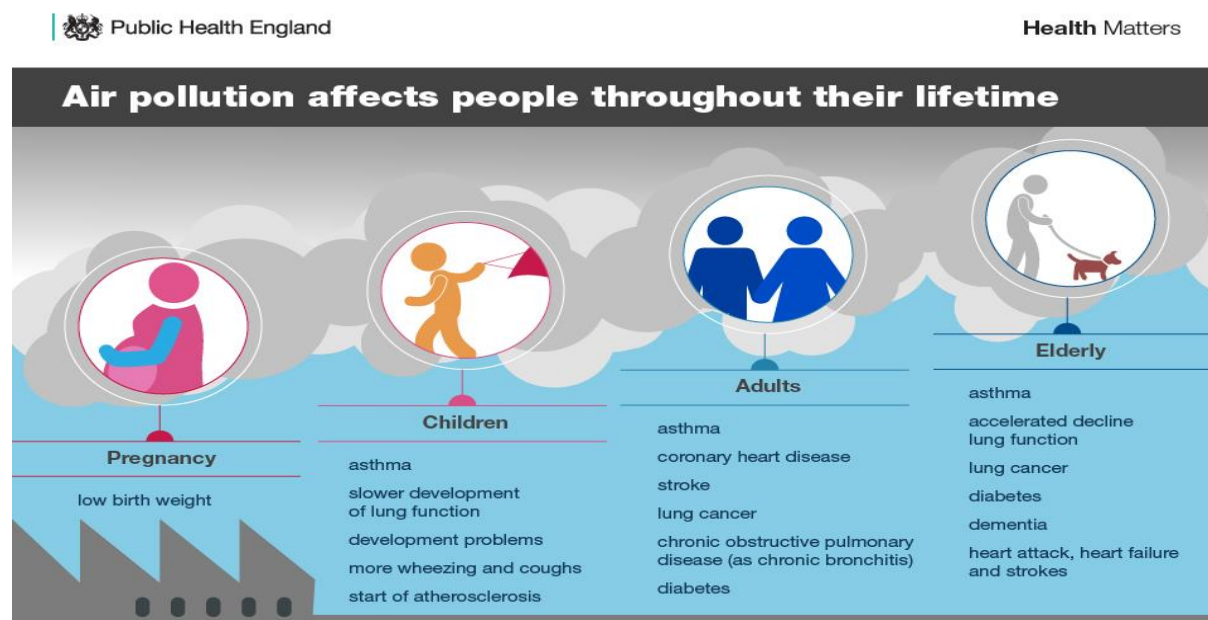 Public Health England
Health Matters
Air pollution affects people throughout their lifetime
Pregnancy
low birth weight
Children
asthma
slower development
of lung function
development problems
more wheezing and coughs
start of atherosclerosis
Adults
asthma
coronary heart disease
stroke
lung cancer
chronic obstructive pulmonary
disease (as chronic bronchitis)
diabetes
Elderly
asthma
accelerated decline
lung function
lung cancer
diabetes
dementia
heart attack, heart failure
and strokes